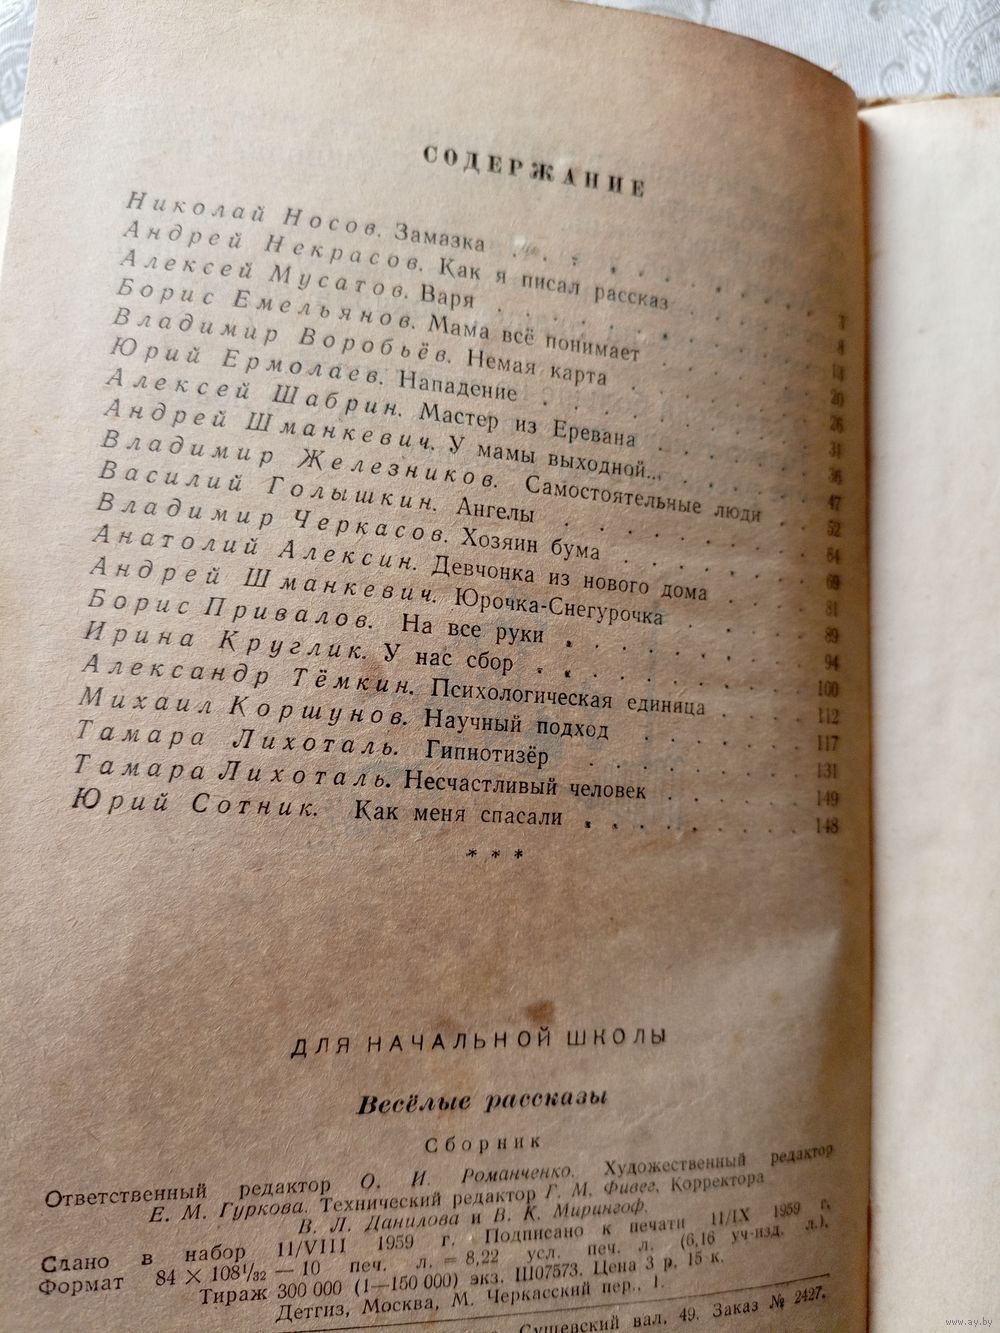 СОДЕРЖАНИЕ
Николай Носов. Замазка . . . . . . . . .
Андрей Некрасов. Как я писал рассказ . . . . . 8
Алексей Мусатов. Варя . . . . . . . . . 14
Борис Емельянов. Мама всё понимает . . . . . 20
Владимир Воробьёв. Немая карта . . . . . . 26
Юрий Ермолаев. Нападение . . . . . . . . 31
Алексей Шабрин. Мастер из Еревана . . . . . 36
Андрей Шманкевич. У мамы выходной... . . . . . 47
Владимир Железников. Самостоятельные люди . . 52
Василий Голышкин. Ангелы . . . . . . . . 64
Владимир Черкасов. Хозяин бума . . . . . . 69
Анатолий Алексин. Девчонка из нового дома . . . 81
Андрей Шманкевич. Юрочка-Снегурочка . . . . 89
Борис Привалов. На все руки . . . . . . . 94
Ирина Круглик. У нас сбор . . . . . . . . 100
Александр Тёмкин. Психологическая единица . . . . 112
Михаил Коршунов. Научный подход . . . . . . 117
Тамара Лихоталь. Гипнотизёр . . . . . . . 131
Тамара Лихоталь. Несчастливый человек . . . . .
Юрий Сотник. Как меня спасали . . . . . . . 148
* * *
ДЛЯ НАЧАЛЬНОЙ ШКОЛЫ
Весёлые рассказы
Сборник
Ответственный редактор О. И. Романченко. Художественный редактор
Е. М. Гуркова. Технический редактор Г. М. Фивег. Корректора
В. Л. Данилова и В. К. Мирингоф.
Сдано в набор 11/VIII 1959 г. Подписано к печати 11/IX 1959 г.
Формат 84 × 108 1/32 — 10 печ. л. = 8,22 усл. печ. л. (6,16 уч-изд. л.).
Тираж 300 000 (1—150 000) экз. Ш07573. Цена 3 р. 15 к.
Детгиз, Москва, М. Черкасский пер., 1.
Сущевский вал, 49. Заказ № 2427.
www.ay.by